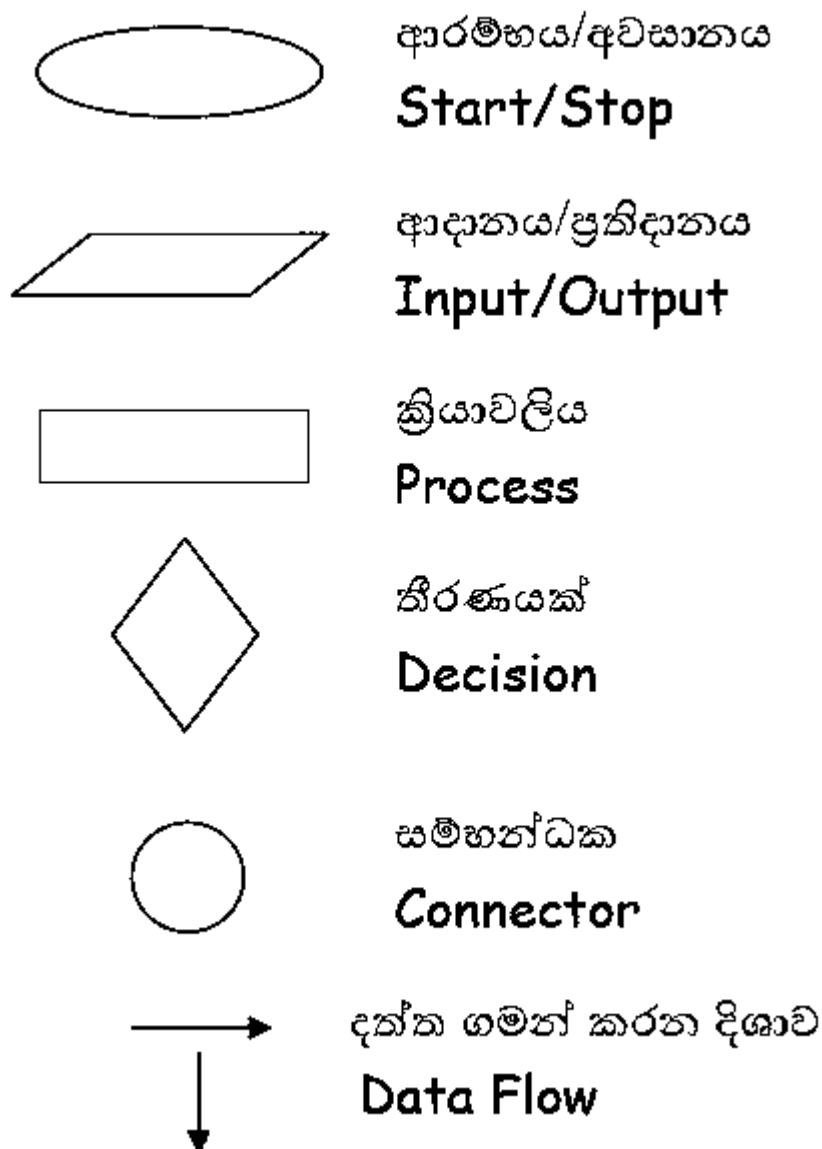 ආරම්භය/අවසානය
Start/Stop
ආදානය/ප්‍රතිදානය
Input/Output
ක්‍රියාවලිය
Process
තීරණයක්
Decision
සම්භන්ධක
Connector
දත්ත ගමන් කරන දිශාව
Data Flow